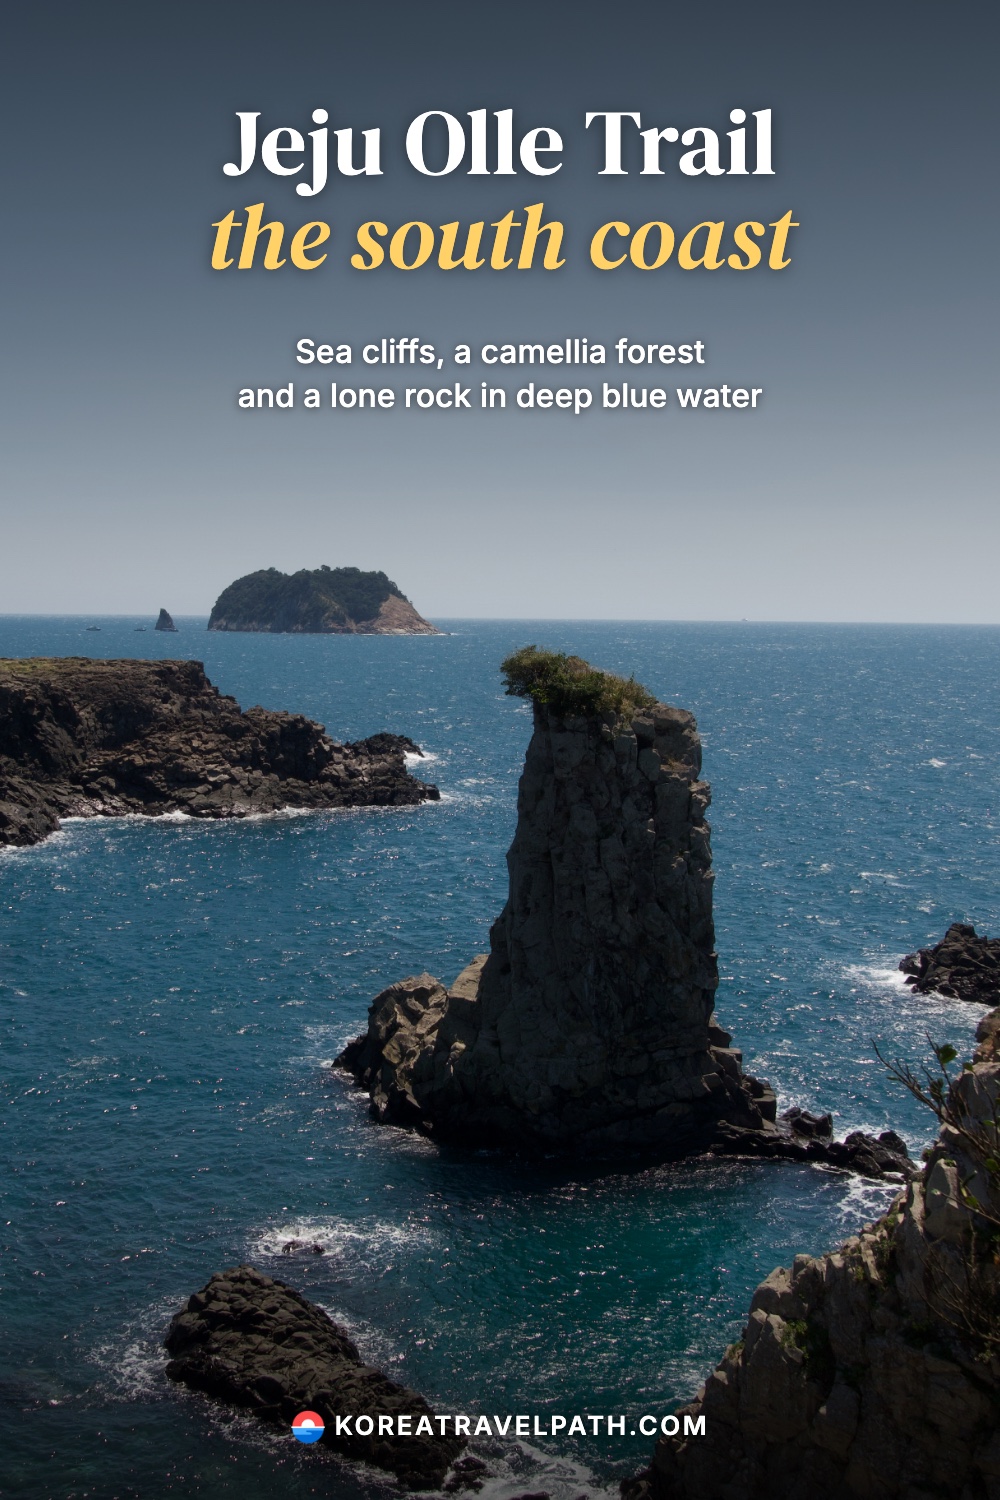 Jeju Olle Trail
the south coast
Sea cliffs, a camellia forest
and a lone rock in deep blue water
KOREATRAVELPATH.COM